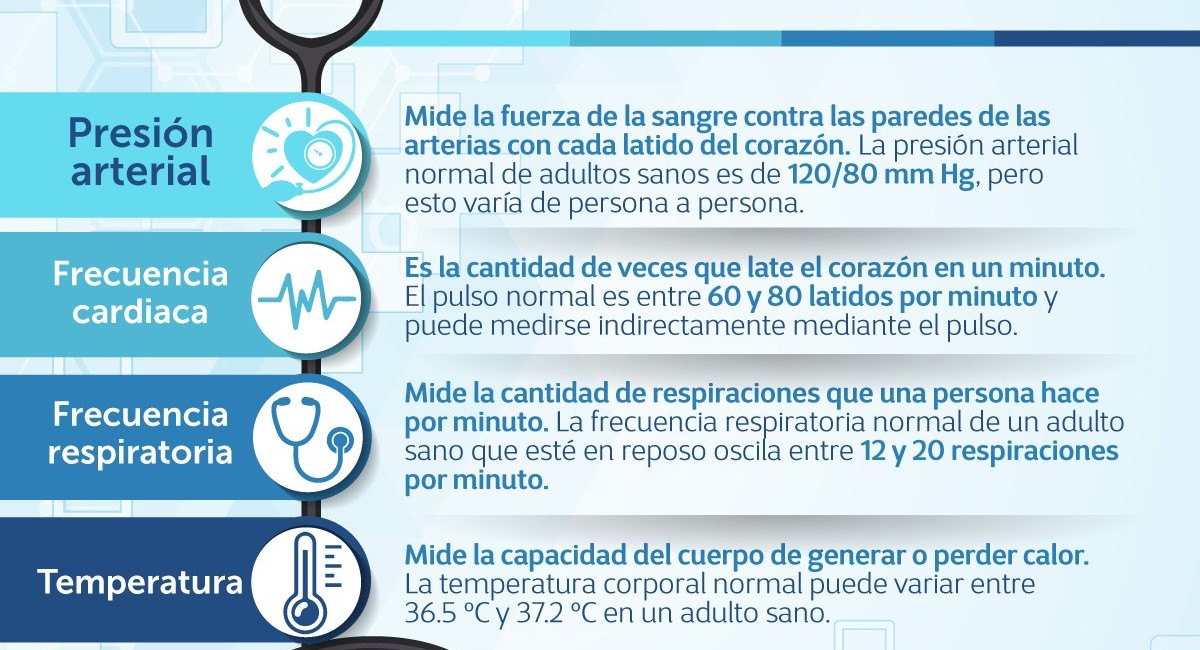 Presión
arterial
Mide la fuerza de la sangre contra las paredes de las
arterias con cada latido del corazón. La presión arterial
normal de adultos sanos es de 120/80 mm Hg, pero
esto varía de persona a persona.
Frecuencia
cardiaca
Es la cantidad de veces que late el corazón en un minuto.
El pulso normal es entre 60 y 80 latidos por minuto y
puede medirse indirectamente mediante el pulso.
Frecuencia
respiratoria
Mide la cantidad de respiraciones que una persona hace
por minuto. La frecuencia respiratoria normal de un adulto
sano que esté en reposo oscila entre 12 y 20 respiraciones
por minuto.
Temperatura
Mide la capacidad del cuerpo de generar o perder calor.
La temperatura corporal normal puede variar entre
36.5 ºC y 37.2 ºC en un adulto sano.